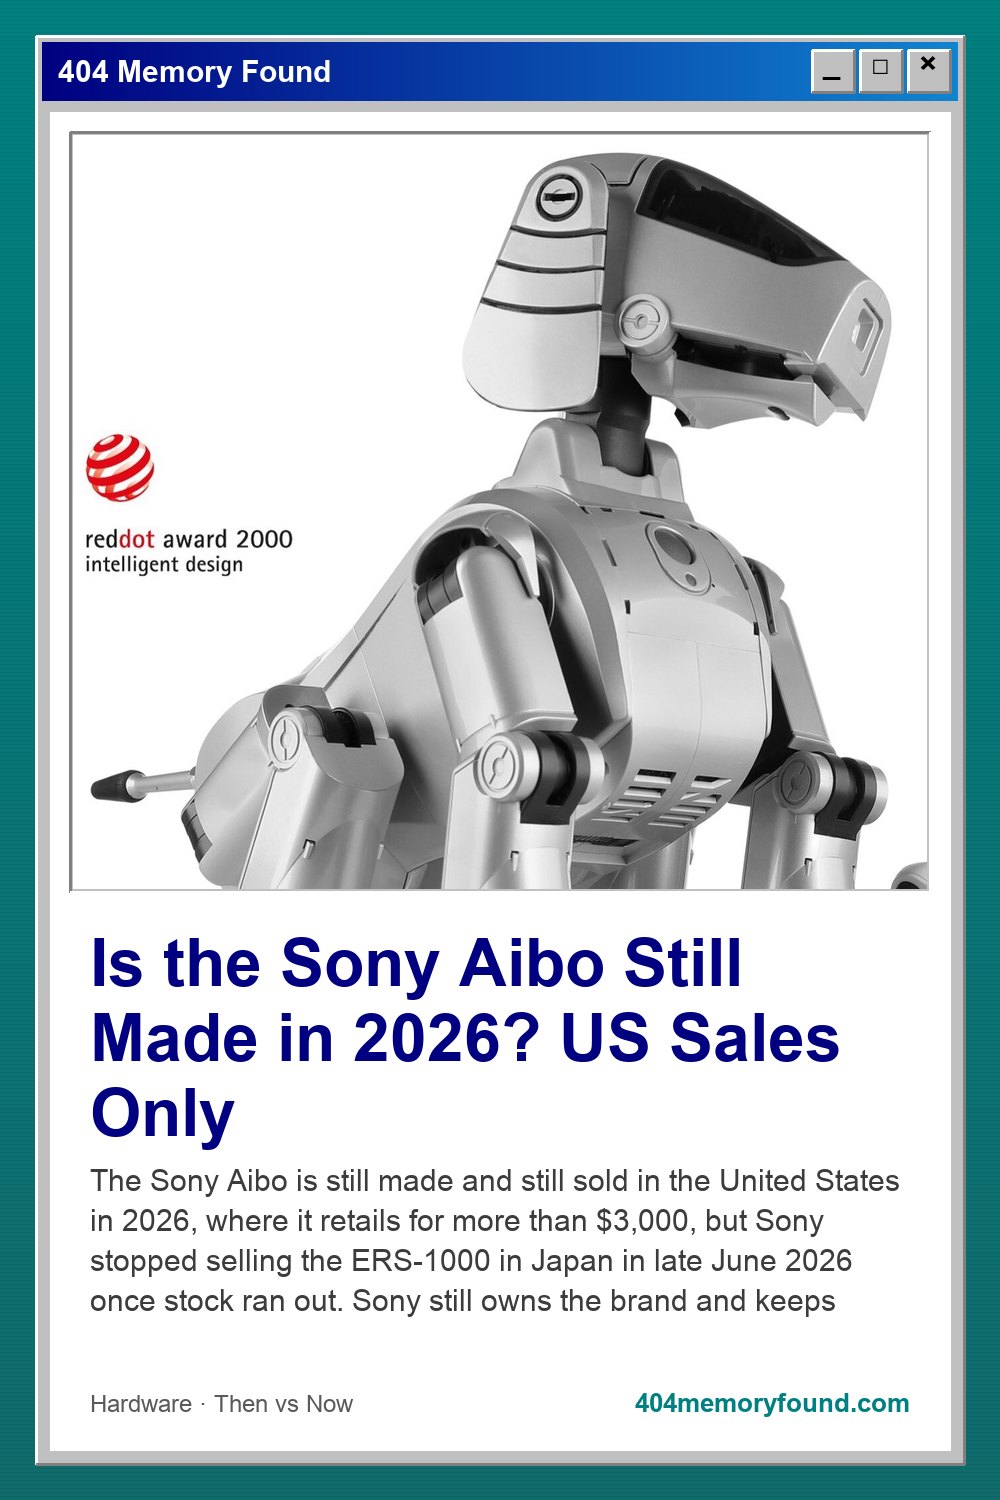 404 Memory Found
reddot award 2000
intelligent design
Is the Sony Aibo Still
Made in 2026? US Sales
Only
The Sony Aibo is still made and still sold in the United States
in 2026, where it retails for more than $3,000, but Sony
stopped selling the ERS-1000 in Japan in late June 2026
once stock ran out. Sony still owns the brand and keeps
Hardware · Then vs Now
404memoryfound.com